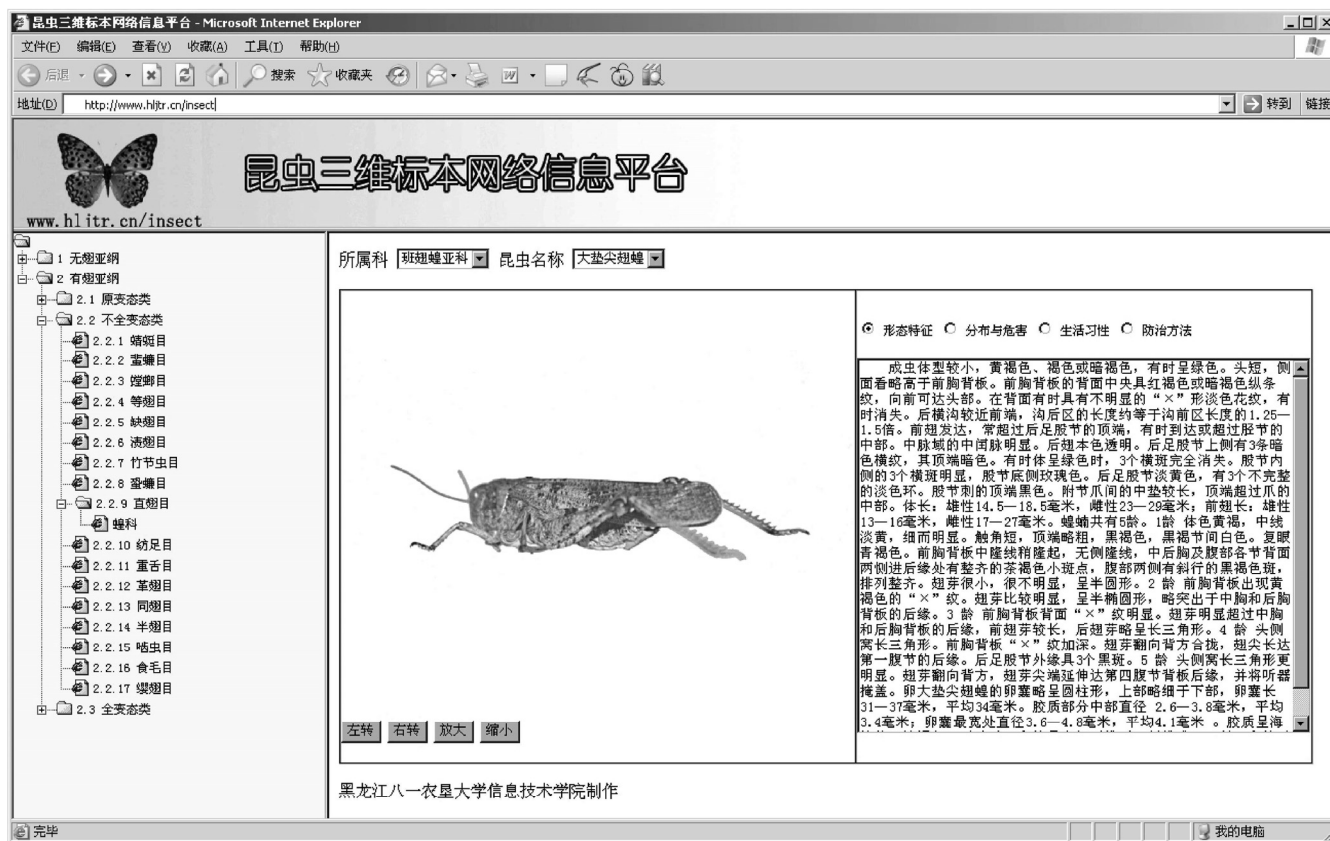 昆虫三维标本网络信息平台 - Microsoft Internet Explorer
文件(F) 编辑(E) 查看(V) 收藏(A) 工具(T) 帮助(H)
后退 搜索 收藏夹
地址(D) http://www.hljtr.cn/insect 转到 链接
昆虫三维标本网络信息平台
www.hljtr.cn/insect
1 无翅亚纲
2 有翅亚纲
2.1 原变态类
2.2 不全变态类
2.2.1 蜻蜓目
2.2.2 蜚蠊目
2.2.3 螳螂目
2.2.4 等翅目
2.2.5 缺翅目
2.2.6 渍翅目
2.2.7 竹节虫目
2.2.8 蛩蠊目
2.2.9 直翅目
蝗科
2.2.10 纺足目
2.2.11 重舌目
2.2.12 革翅目
2.2.13 同翅目
2.2.14 半翅目
2.2.15 啮虫目
2.2.16 食毛目
2.2.17 缨翅目
2.3 全变态类
所属科 班翅蝗亚科 昆虫名称 大垫尖翅蝗
形态特征 分布与危害 生活习性 防治方法
成虫体型较小，黄褐色、褐色或暗褐色，有时呈绿色。头短，侧
面看略高于前胸背板。前胸背板的背面中央具红褐色或暗褐色纵条
纹，向前可达头部。在背面有时具有不明显的“×”形淡色花纹，有
时消失。后横沟较近前端，沟后区的长度约等于沟前区长度的1.25—
1.5倍。前翅发达，常超过后足股节的顶端，有时到达或超过胫节的
中部。中脉域的中闰脉明显。后翅本色透明。后足股节上侧有3条暗
色横纹，其顶端暗色。有时体呈绿色时，3个横斑完全消失。股节内
侧的3个横斑明显，股节底侧玫瑰色。后足股节淡黄色，有3个不完整
的淡色环。股节刺的顶端黑色。附节爪间的中垫较长，顶端超过爪的
中部。体长：雄性14.5—18.5毫米，雌性23—29毫米；前翅长：雄性
13—16毫米，雌性17—27毫米。蝗蝻共有5龄。1龄 体色黄褐，中线
淡黄，细而明显。触角短，顶端略粗，黑褐色，黑褐节间白色。复眼
青褐色。前胸背板中隆线稍隆起，无侧隆线，中后胸及腹部各节背面
两侧进后缘处有整齐的茶褐色小斑点，腹部两侧有斜行的黑褐色斑，
排列整齐。翅芽很小，很不明显，呈半圆形。2 龄 前胸背板出现黄
褐色的“×”纹。翅芽比较明显，呈半椭圆形，略突出于中胸和后胸
背板的后缘。3 龄 前胸背板背面“×”纹明显。翅芽明显超过中胸
和后胸背板的后缘，前翅芽较长，后翅芽略呈长三角形。4 龄 头侧
窝长三角形。前胸背板“×”纹加深。翅芽翻向背方合拢，翅尖长达
第一腹节的后缘。后足股节外缘具3个黑斑。5 龄 头侧窝长三角形更
明显。翅芽翻向背方，翅芽尖端延伸达第四腹节背板后缘，并将听器
掩盖。卵大垫尖翅蝗的卵囊略呈圆柱形，上部略细于下部，卵囊长
31—37毫米，平均34毫米。胶质部分中部直径 2.6—3.8毫米，平均
3.4毫米；卵囊最宽处直径3.6—4.8毫米，平均4.1毫米 。胶质呈海
左转 右转 放大 缩小
黑龙江八一农垦大学信息技术学院制作
完毕 我的电脑